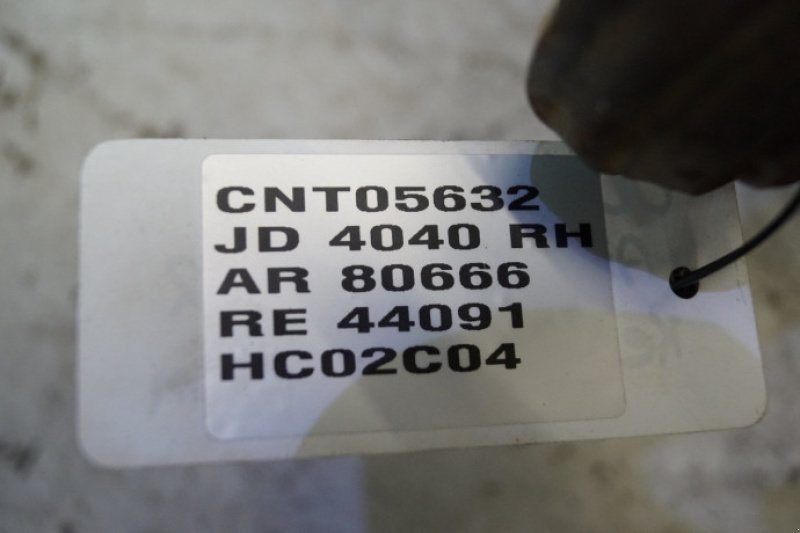 CNT05632
JD 4040 RH
AR 80666
RE 44091
HC02C04